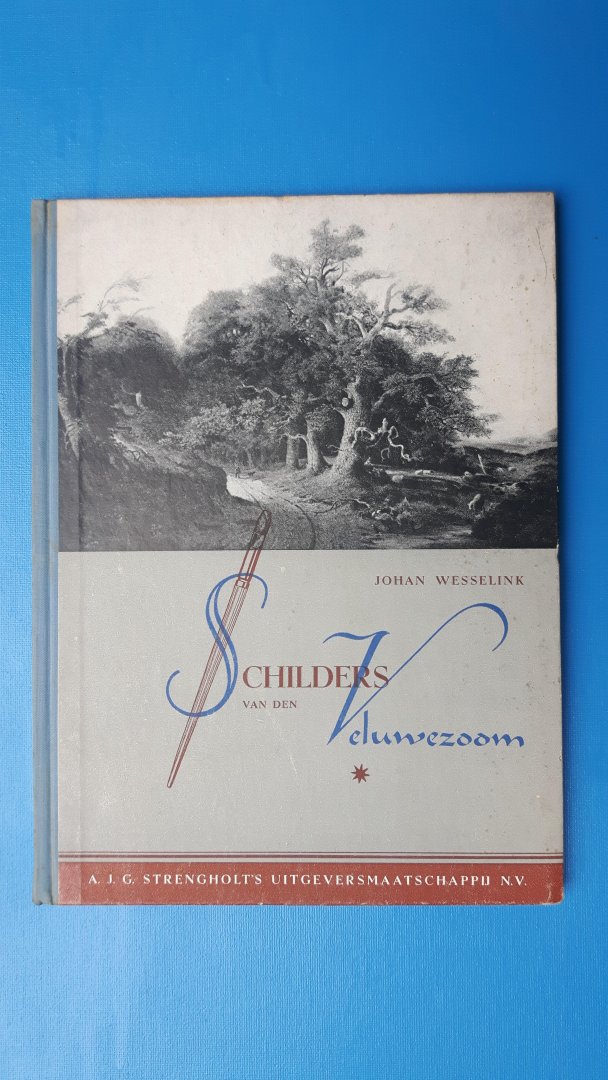 JOHAN WESSELINK
SCHILDERS
VAN DEN
Veluwezoom
A. J. G. STRENGHOLT'S UITGEVERSMAATSCHAPPIJ N.V.